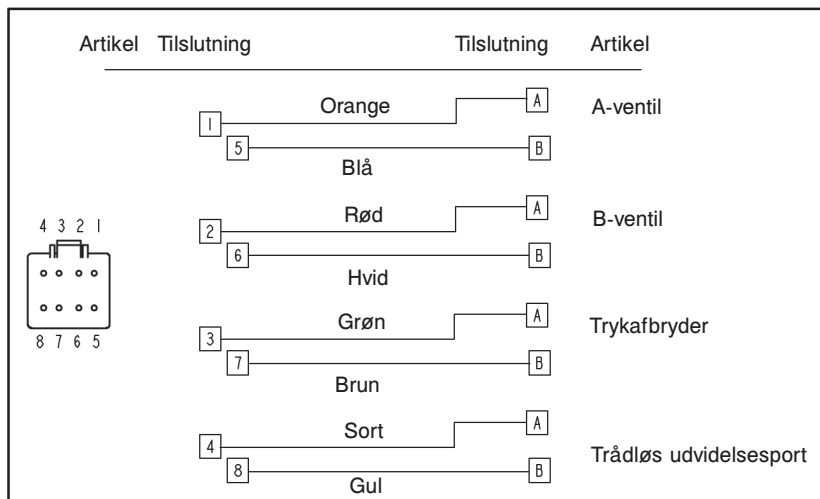 Artikel Tilslutning Tilslutning Artikel
Orange A A-ventil
1
5 B
Blå
Rød A
B-ventil
2
6 B
Hvid
4 3 2 1
Grøn A
Trykafbryder
3
8 7 6 5
7 B
Brun
Sort A
4
Trådløs udvidelsesport
8 B
Gul